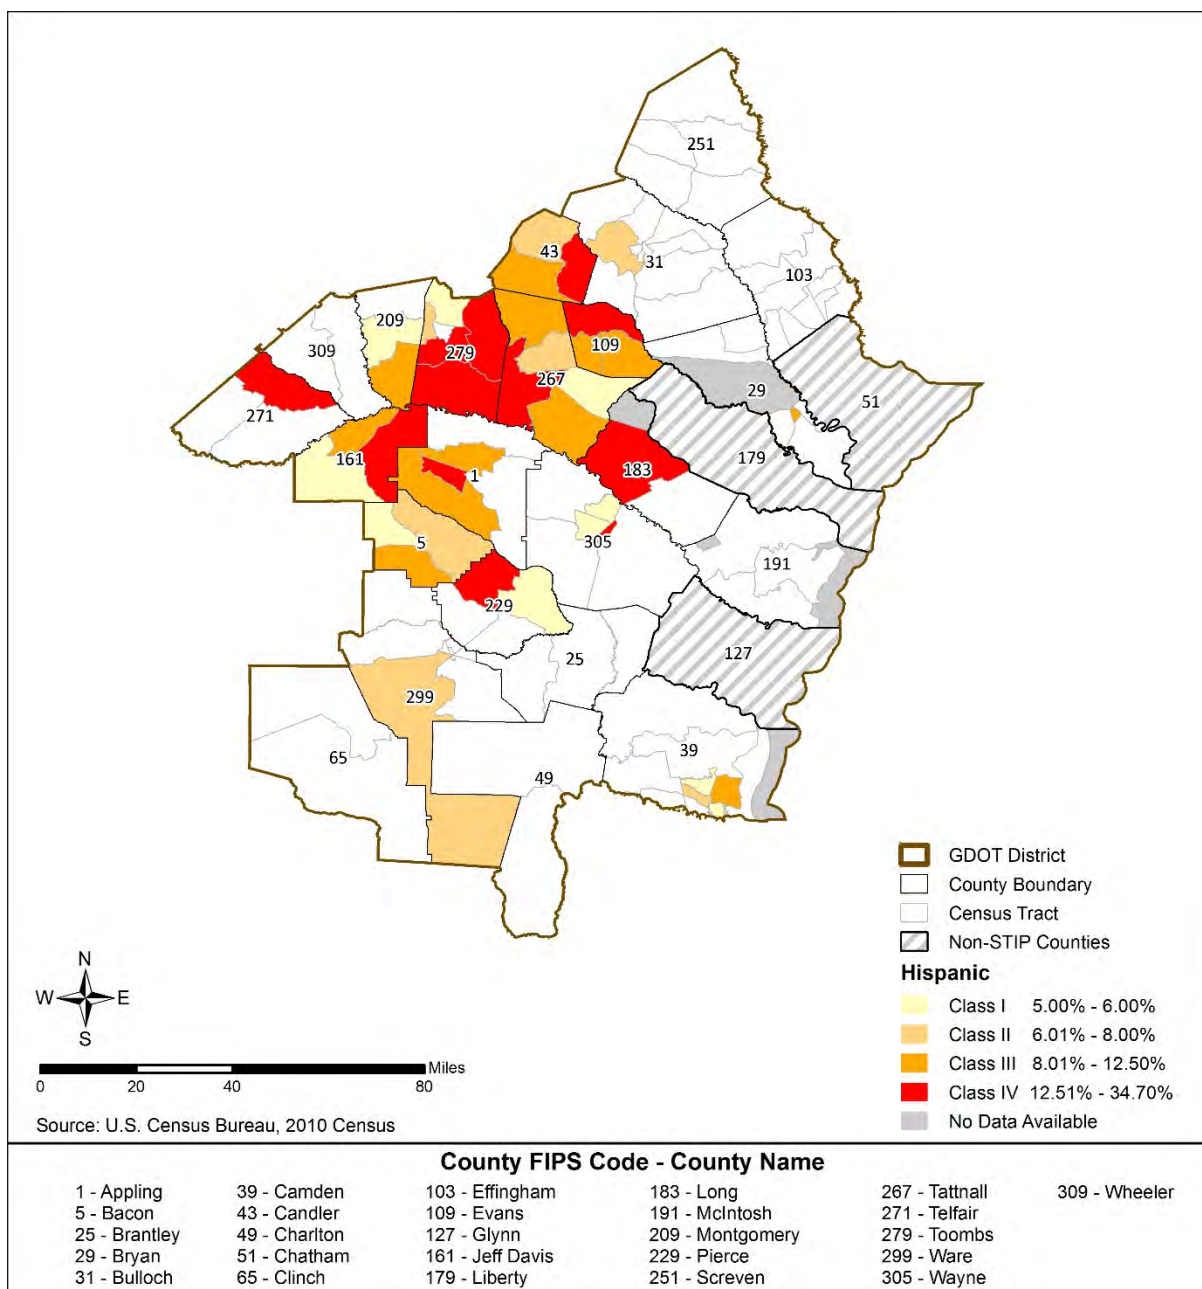 251
43
31
103
209
309
279
109
267
29
51
271
161
179
183
1
5
305
191
229
25
127
299
39
65
49
GDOT District
County Boundary
Census Tract
Non-STIP Counties
Hispanic
Class I 5.00% - 6.00%
Class II 6.01% - 8.00%
Class III 8.01% - 12.50%
Class IV 12.51% - 34.70%
No Data Available
N
W E
S
Miles
0 20 40 80
Source: U.S. Census Bureau, 2010 Census
County FIPS Code - County Name
1 - Appling 39 - Camden 103 - Effingham 183 - Long 267 - Tattnall 309 - Wheeler
5 - Bacon 43 - Candler 109 - Evans 191 - McIntosh 271 - Telfair
25 - Brantley 49 - Charlton 127 - Glynn 209 - Montgomery 279 - Toombs
29 - Bryan 51 - Chatham 161 - Jeff Davis 229 - Pierce 299 - Ware
31 - Bulloch 65 - Clinch 179 - Liberty 251 - Screven 305 - Wayne